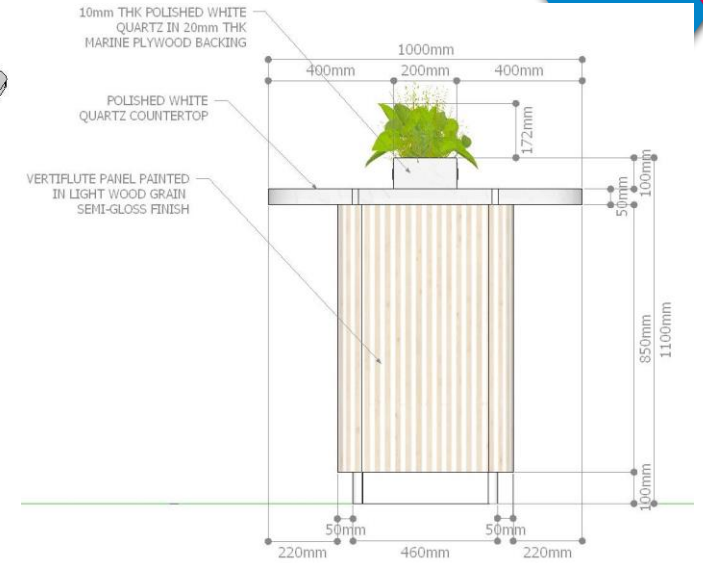 10mm THK POLISHED WHITE
QUARTZ IN 20mm THK
MARINE PLYWOOD BACKING
1000mm
400mm
200mm
400mm
POLISHED WHITE
QUARTZ COUNTERTOP
172mm
100mm
50mm
VERTIFLUTE PANEL PAINTED
IN LIGHT WOOD GRAIN
SEMI-GLOSS FINISH
850mm
1100mm
100mm
50mm
50mm
220mm
460mm
220mm